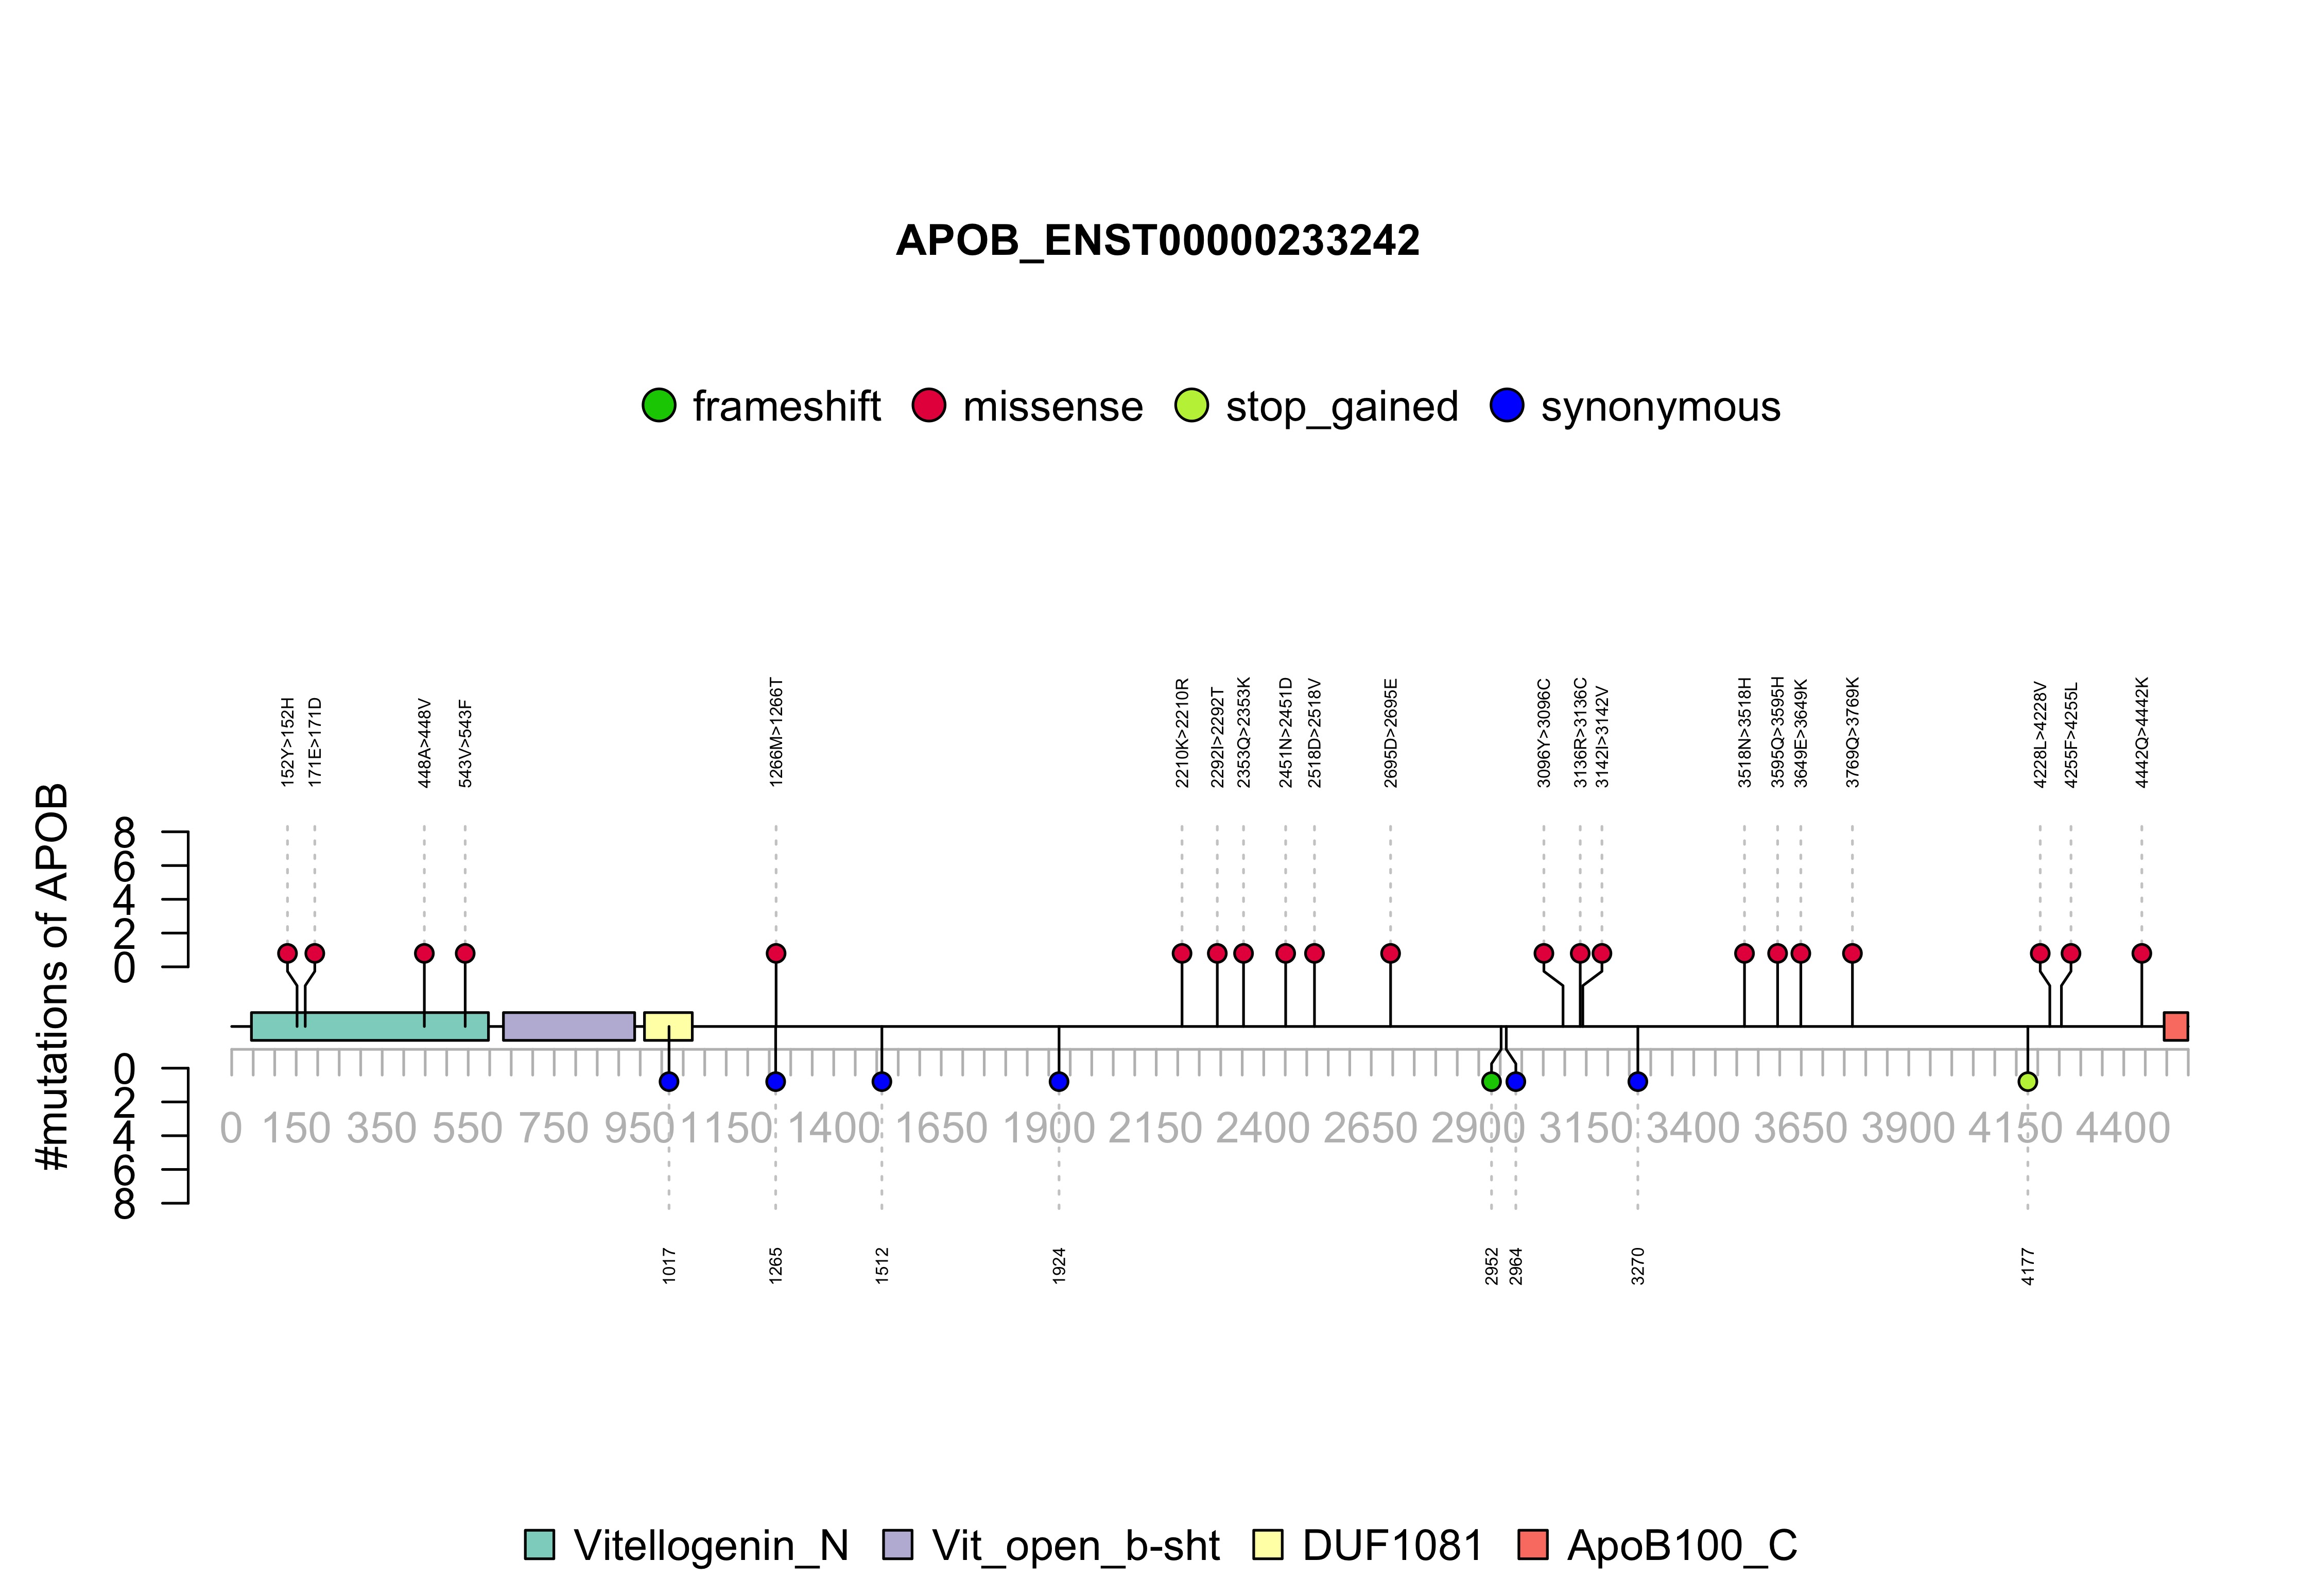 APOB_ENST00000233242
frameshift missense stop_gained synonymous
152Y>152H
171E>171D
448A>448V
543V>543F
1266M>1266T
2210K>2210R
2292I>2292T
2353Q>2353K
2451N>2451D
2518D>2518V
2695D>2695E
3096Y>3096C
3136R>3136C
3142I>3142V
3518N>3518H
3595Q>3595H
3649E>3649K
3769Q>3769K
4228L>4228V
4255F>4255L
4442Q>4442K
#mutations of APOB
8
6
4
2
0
0
2
4
6
8
0 150 350 550 750 950 1150 1400 1650 1900 2150 2400 2650 2900 3150 3400 3650 3900 4150 4400
1017
1265
1512
1924
2952
2964
3270
4177
Vitellogenin_N Vit_open_b-sht DUF1081 ApoB100_C